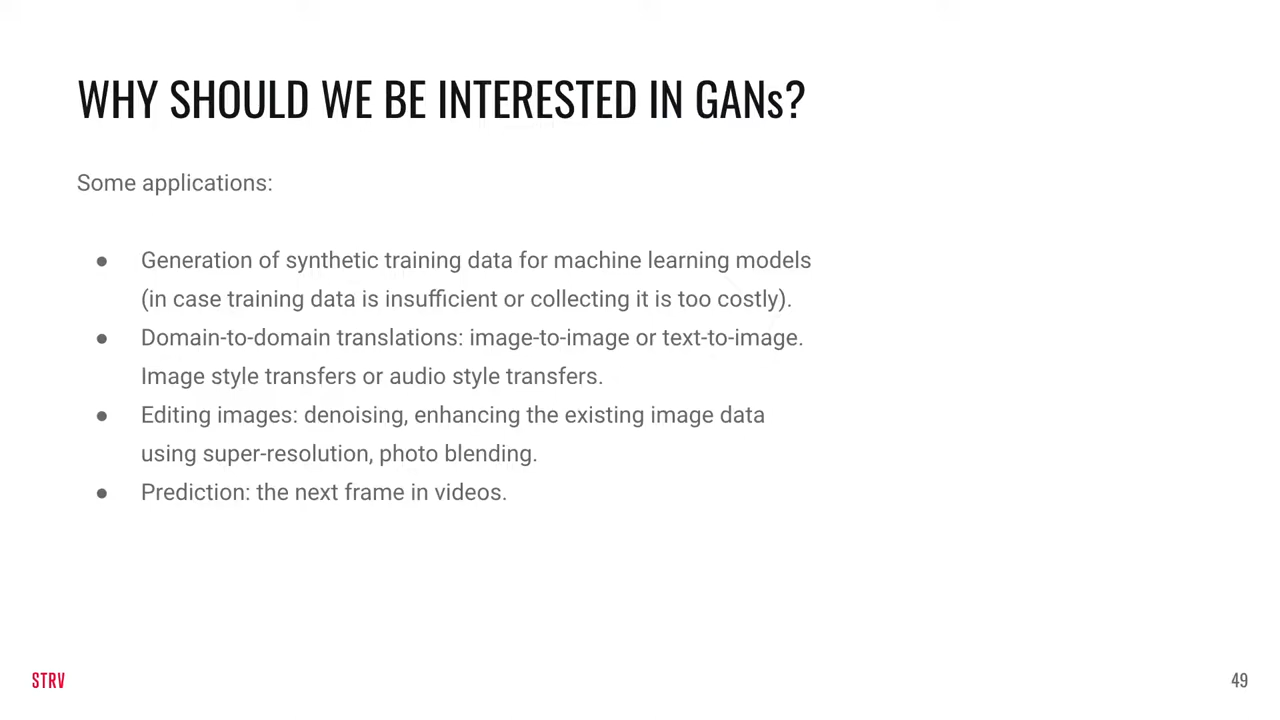 WHY SHOULD WE BE INTERESTED IN GANs?
Some applications:
● Generation of synthetic training data for machine learning models
(in case training data is insufficient or collecting it is too costly).
● Domain-to-domain translations: image-to-image or text-to-image.
Image style transfers or audio style transfers.
● Editing images: denoising, enhancing the existing image data
using super-resolution, photo blending.
● Prediction: the next frame in videos.
STRV
49